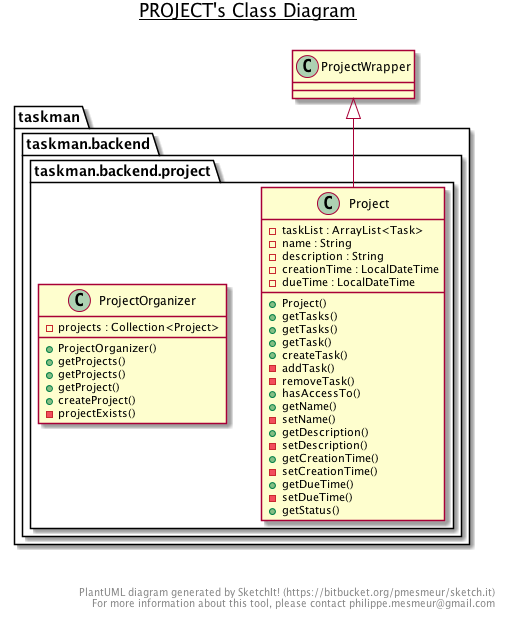 PROJECT's Class Diagram
C ProjectWrapper
taskman
taskman.backend
taskman.backend.project
C Project
taskList : ArrayList<Task>
name : String
description : String
creationTime : LocalDateTime
dueTime : LocalDateTime
Project()
getTasks()
getTasks()
getTask()
createTask()
addTask()
removeTask()
hasAccessTo()
getName()
setName()
getDescription()
setDescription()
getCreationTime()
setCreationTime()
getDueTime()
setDueTime()
getStatus()
C ProjectOrganizer
projects : Collection<Project>
ProjectOrganizer()
getProjects()
getProjects()
getProject()
createProject()
projectExists()
PlantUML diagram generated by SketchIt! (https://bitbucket.org/pmesmeur/sketch.it)
For more information about this tool, please contact philippe.mesmeur@gmail.com